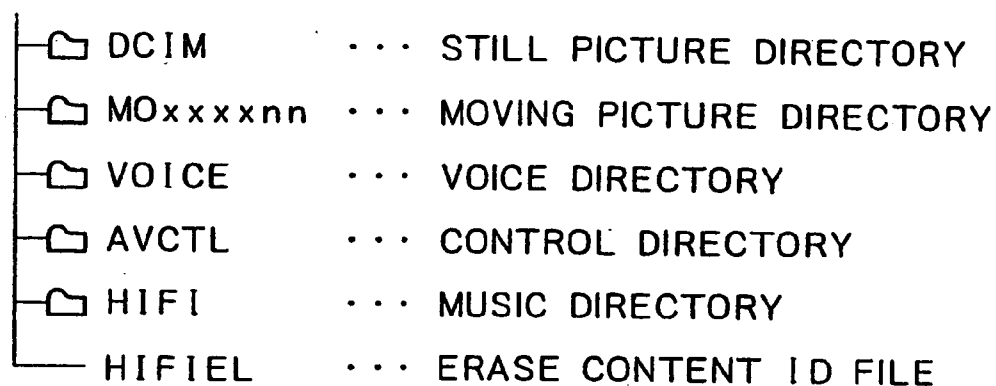 DCIM ··· STILL PICTURE DIRECTORY
MOxxxxnn ··· MOVING PICTURE DIRECTORY
VOICE ··· VOICE DIRECTORY
AVCTL ··· CONTROL DIRECTORY
HIFI ··· MUSIC DIRECTORY
HIFIEL ··· ERASE CONTENT ID FILE